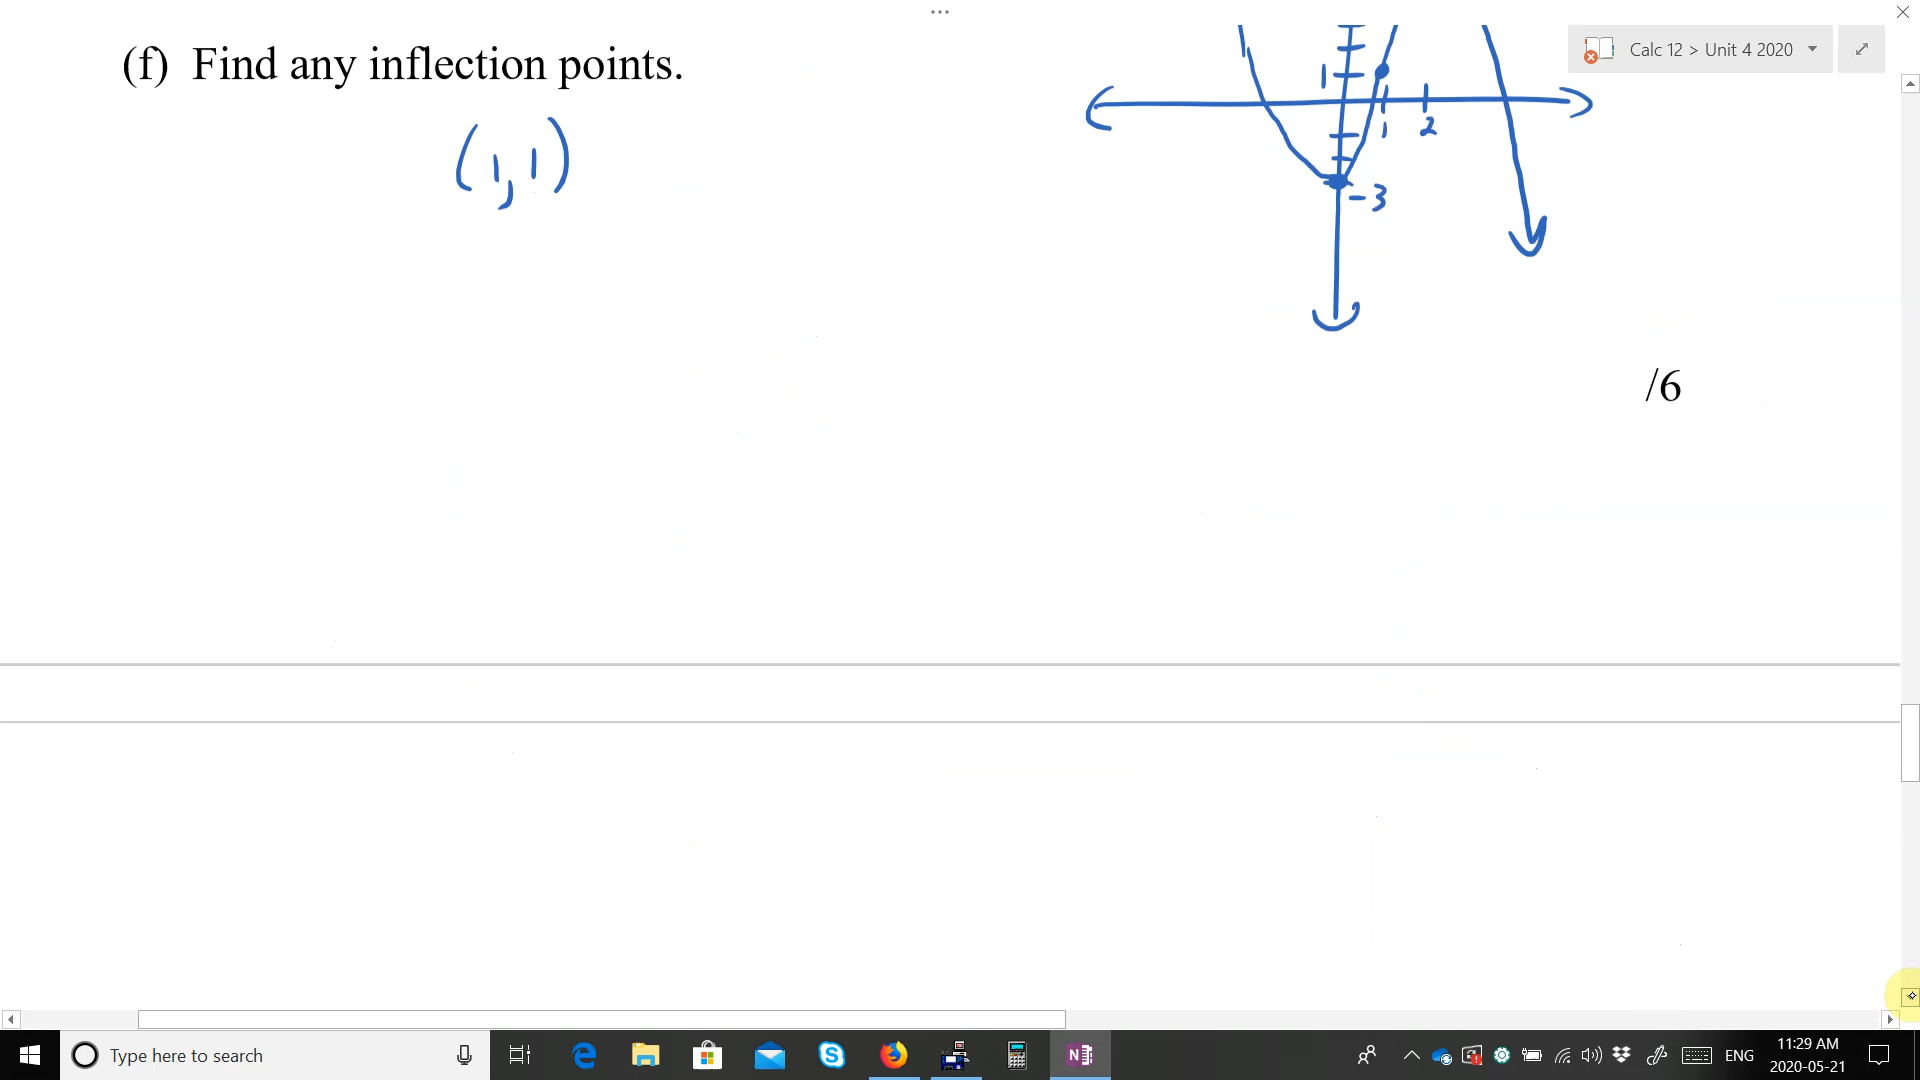 (f) Find any inflection points.
(1, 1)
1
1 2
-3
/6
Calc 12 > Unit 4 2020
Type here to search
ENG
11:29 AM
2020-05-21